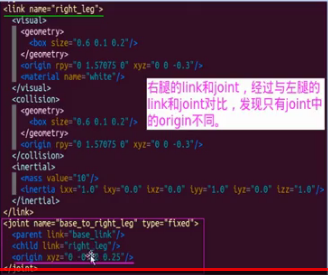 <link name="right_leg">
<visual>
<geometry>
<box size="0.6 0.1 0.2"/>
</geometry>
<origin rpy="0 1.57075 0" xyz="0 0 -0.3"/>
<material name="white"/>
</visual>
<collision>
<geometry>
<box size="0.6 0.1 0.2"/>
</geometry>
<origin rpy="0 1.57075 0" xyz="0 0 -0.3"/>
</collision>
<inertial>
<mass value="10"/>
<inertia ixx="1.0" ixy="0.0" ixz="0.0" iyy="1.0" iyz="0.0" izz="1.0"/>
</inertial>
</link>
<joint name="base_to_right_leg" type="fixed">
<parent link="base_link"/>
<child link="right_leg"/>
<origin xyz="0 0.25"/>
</joint>
右腿的link和joint，经过与左腿的
link和joint对比，发现只有joint中
的origin不同。